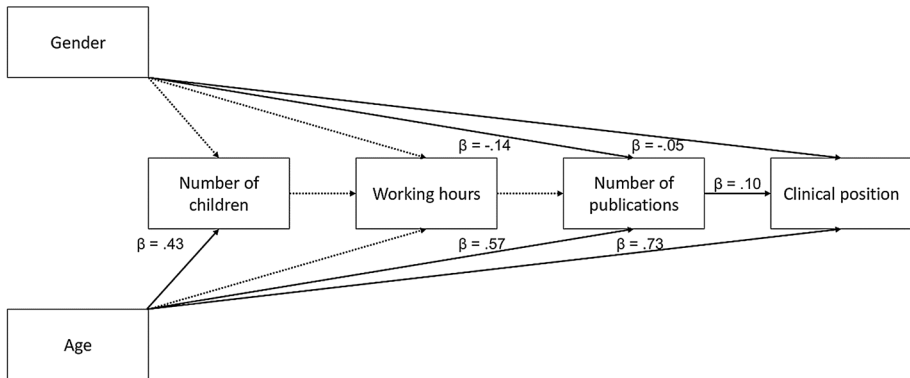 Gender
β = -.14
β = -.05
Number of
children
Working hours
Number of
publications
β = .10
Clinical position
β = .43
β = .57
β = .73
Age